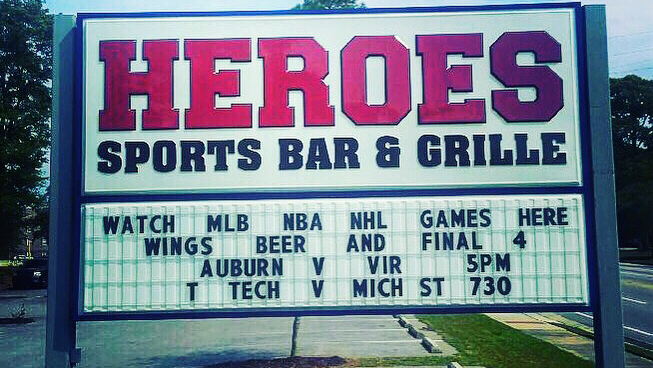 HEROES
SPORTS BAR & GRILLE
WATCH MLB NBA NHL GAMES HERE
WINGS BEER AND FINAL 4
AUBURN V VIR 5PM
T TECH V MICH ST 730